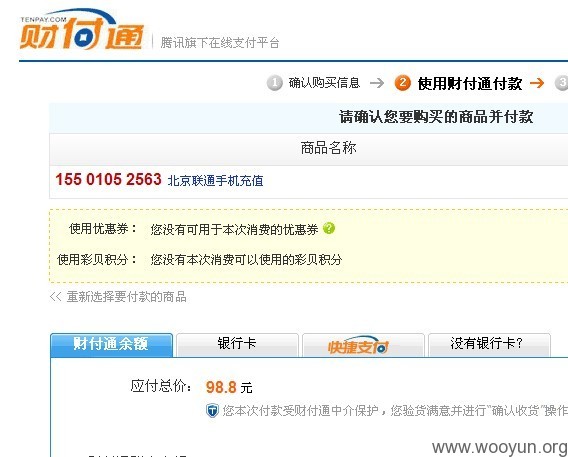 TENPAY.COM
财付通 腾讯旗下在线支付平台
1 确认购买信息 2 使用财付通付款 3
请确认您要购买的商品并付款
商品名称
155 0105 2563 北京联通手机充值
使用优惠券： 您没有可用于本次消费的优惠券 ?
使用彩贝积分： 您没有本次消费可以使用的彩贝积分
<< 重新选择要付款的商品
财付通余额 银行卡 快捷支付 没有银行卡?
应付总价： 98.8 元
您本次付款受财付通中介保护，您验货满意并进行"确认收货"操作
www.wooyun.org